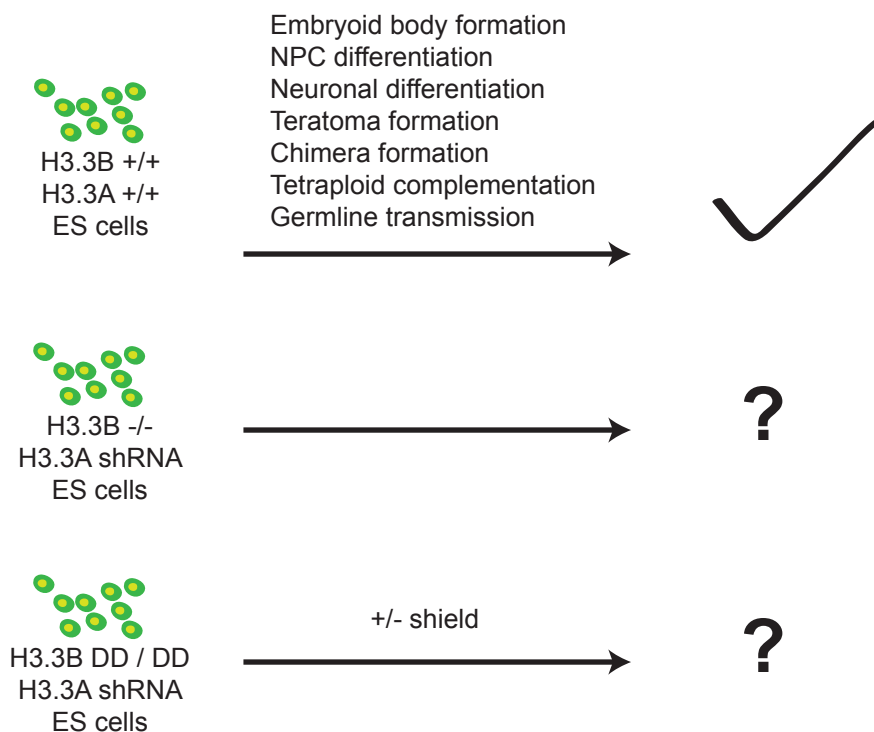 Embryoid body formation
NPC differentiation
Neuronal differentiation
Teratoma formation
Chimera formation
Tetraploid complementation
Germline transmission
H3.3B +/+
H3.3A +/+
ES cells
H3.3B -/-
H3.3A shRNA
ES cells
?
+/- shield
H3.3B DD / DD
H3.3A shRNA
ES cells
?